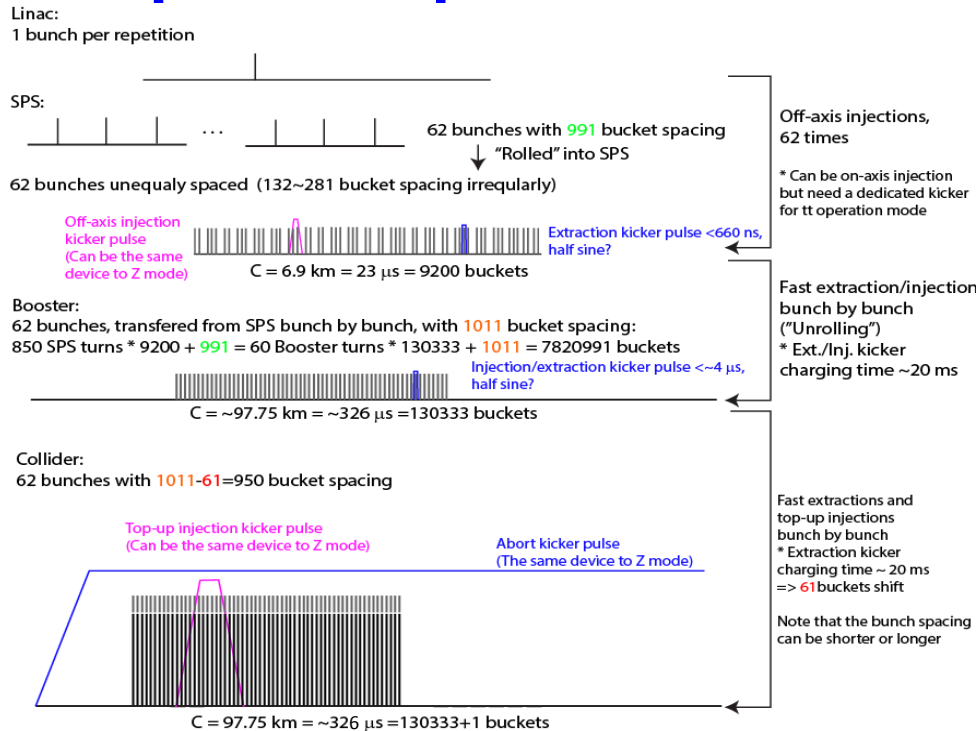 Linac:
1 bunch per repetition
SPS:
...
62 bunches with 991 bucket spacing
"Rolled" into SPS
62 bunches unequaly spaced (132~281 bucket spacing irreqularly)
Off-axis injection
kicker pulse
(Can be the same
device to Z mode)
Extraction kicker pulse <660 ns,
half sine?
C = 6.9 km = 23 μs = 9200 buckets
Off-axis injections,
62 times
* Can be on-axis injection
but need a dedicated kicker
for tt operation mode
Booster:
62 bunches, transfered from SPS bunch by bunch, with 1011 bucket spacing:
850 SPS turns * 9200 + 991 = 60 Booster turns * 130333 + 1011 = 7820991 buckets
Injection/extraction kicker pulse <~4 μs,
half sine?
C = ~97.75 km = ~326 μs =130333 buckets
Fast extraction/injection
bunch by bunch
("Unrolling")
* Ext./Inj. kicker
charging time ~20 ms
Collider:
62 bunches with 1011-61=950 bucket spacing
Top-up injection kicker pulse
(Can be the same device to Z mode)
Abort kicker pulse
(The same device to Z mode)
C = 97.75 km = ~326 μs =130333+1 buckets
Fast extractions and
top-up injections
bunch by bunch
* Extraction kicker
charging time ~ 20 ms
=> 61 buckets shift
Note that the bunch spacing
can be shorter or longer